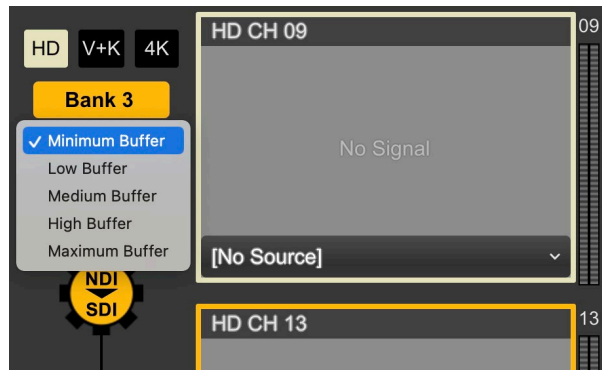 HD V+K 4K
Bank 3
✓ Minimum Buffer
Low Buffer
Medium Buffer
High Buffer
Maximum Buffer
NDI
SDI
HD CH 09
09
No Signal
[No Source]
HD CH 13
13